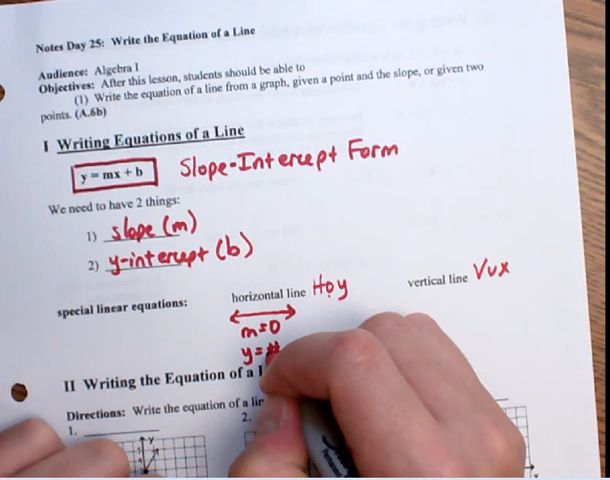 Notes Day 25: Write the Equation of a Line
Audience: Algebra I
Objectives: After this lesson, students should be able to
(1) Write the equation of a line from a graph, given a point and the slope, or given two
points. (A.6b)
I Writing Equations of a Line
y = mx + b Slope-Intercept Form
We need to have 2 things:
1) slope (m)
2) y-intercept (b)
special linear equations: horizontal line Hoy vertical line Vux
m=0
y=#
II Writing the Equation of a
Directions: Write the equation of a
1.
2.
y
x